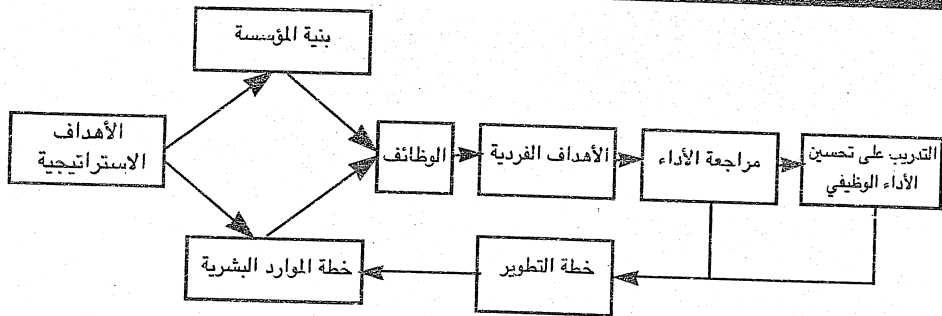 بنية المؤسسة
الأهداف
الاستراتيجية
الوظائف
الأهداف الفردية
مراجعة الأداء
التدريب على تحسين
الأداء الوظيفي
خطة الموارد البشرية
خطة التطوير